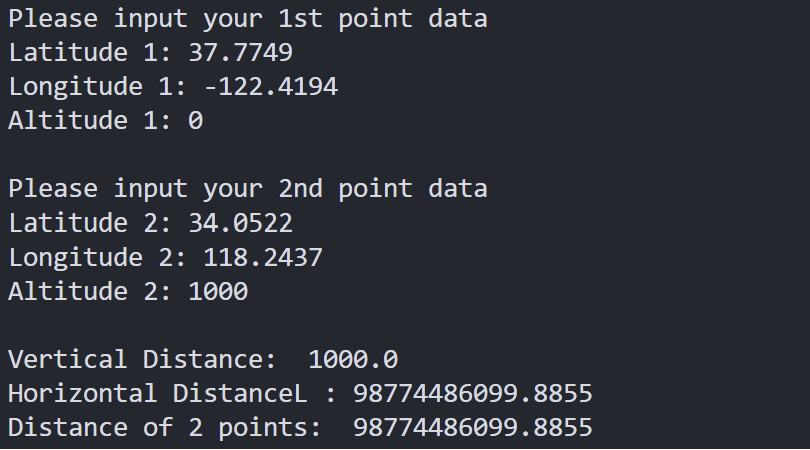 Please input your 1st point data
Latitude 1: 37.7749
Longitude 1: -122.4194
Altitude 1: 0
Please input your 2nd point data
Latitude 2: 34.0522
Longitude 2: 118.2437
Altitude 2: 1000
Vertical Distance:  1000.0
Horizontal DistanceL : 98774486099.8855
Distance of 2 points:  98774486099.8855